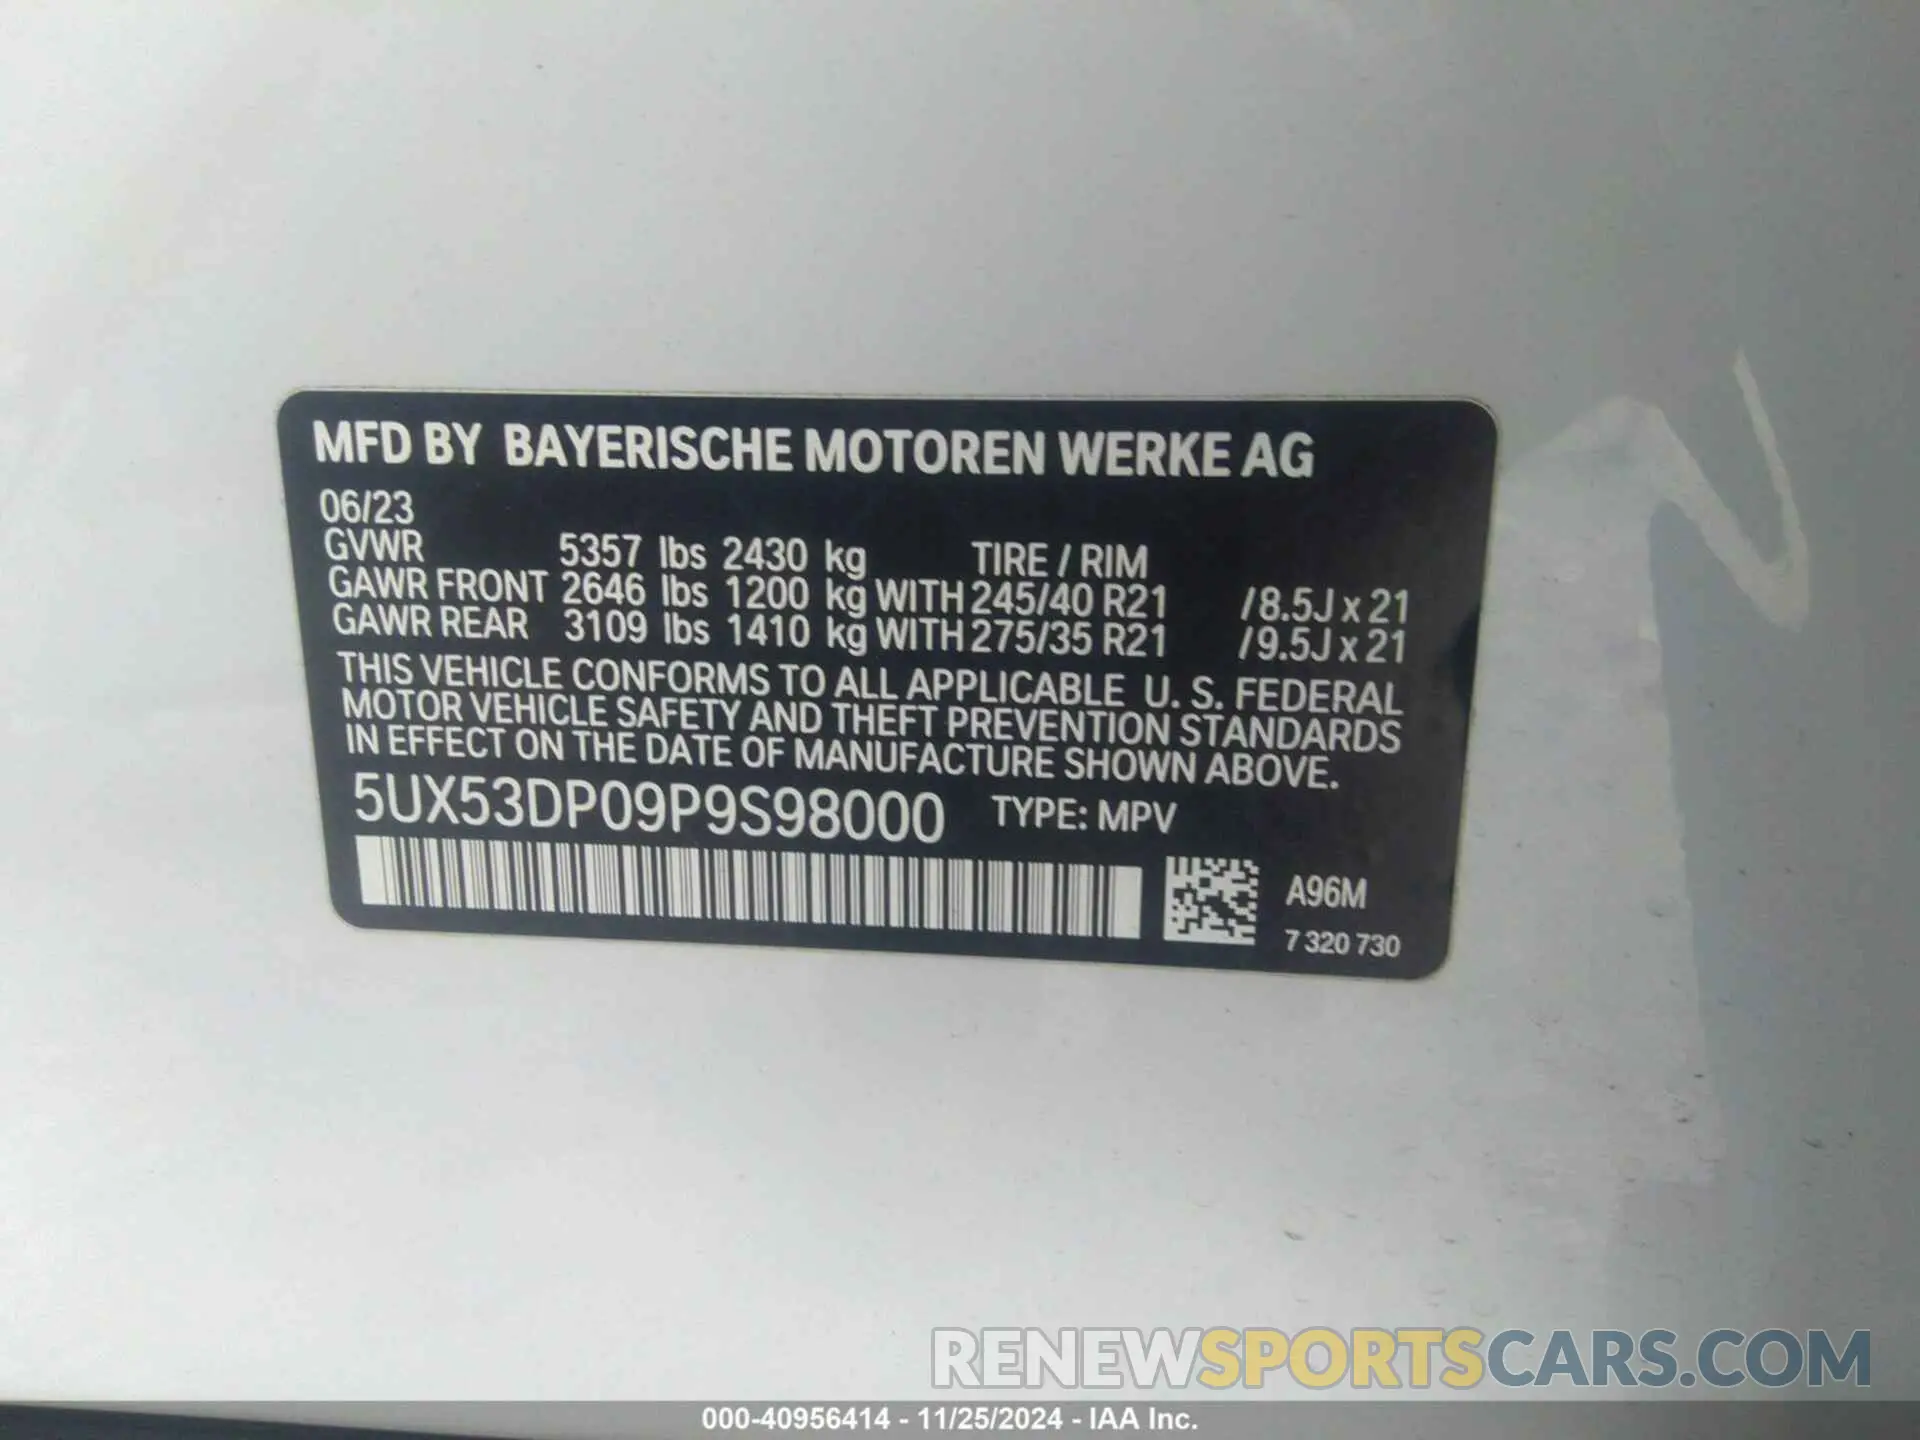 MFD BY BAYERISCHE MOTOREN WERKE AG
06/23
GVWR 5357 lbs 2430 kg TIRE / RIM
GAWR FRONT 2646 lbs 1200 kg WITH 245/40 R21 /8.5J x 21
GAWR REAR 3109 lbs 1410 kg WITH 275/35 R21 /9.5J x 21
THIS VEHICLE CONFORMS TO ALL APPLICABLE U. S. FEDERAL
MOTOR VEHICLE SAFETY AND THEFT PREVENTION STANDARDS
IN EFFECT ON THE DATE OF MANUFACTURE SHOWN ABOVE.
5UX53DP09P9S98000 TYPE: MPV
A96M
7 320 730
RENEWSPORTSCARS.COM
000-40956414 - 11/25/2024 - IAA Inc.